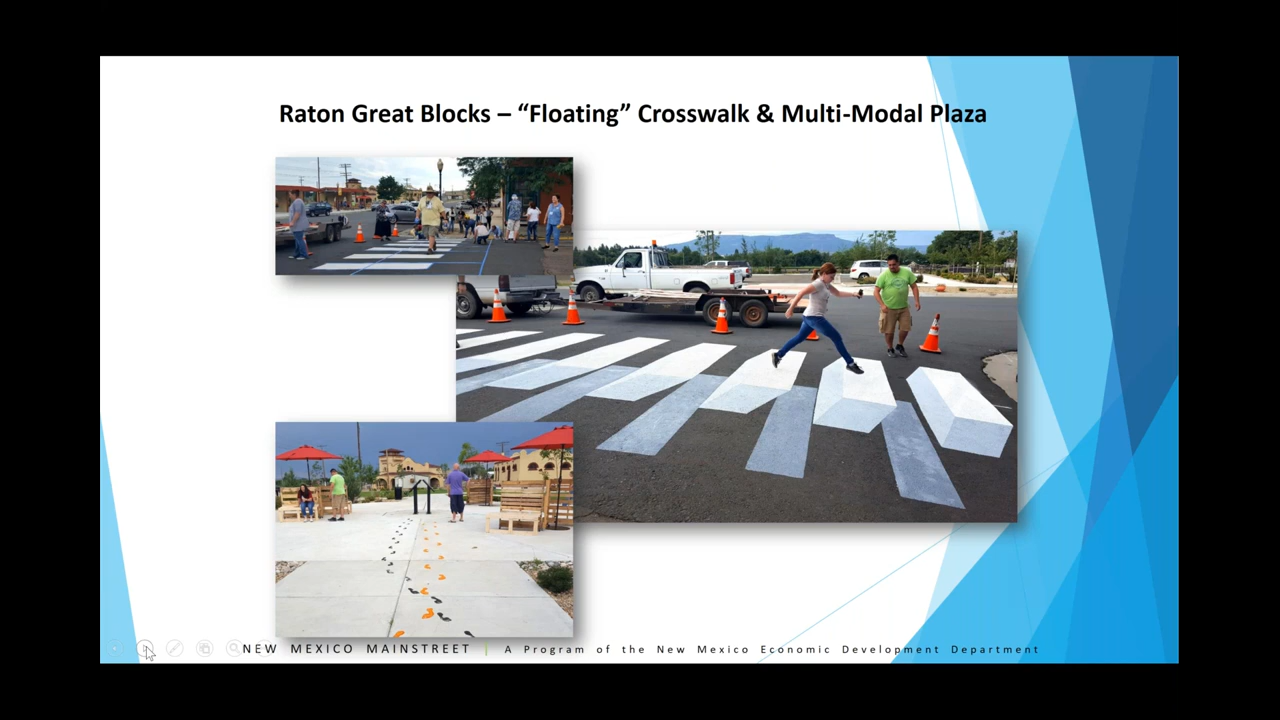 Raton Great Blocks – “Floating” Crosswalk & Multi-Modal Plaza
NEW MEXICO MAINSTREET | A Program of the New Mexico Economic Development Department